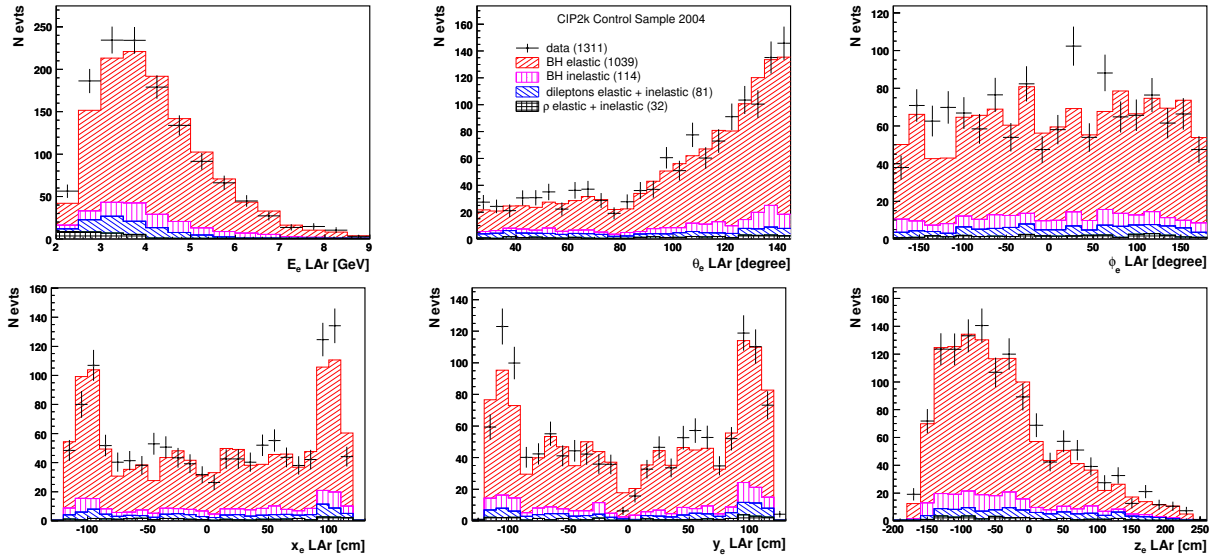 N evts
250
200
150
100
50
0
2 3 4 5 6 7 8 9
E_e LAr [GeV]
N evts
160
140
120
100
80
60
40
20
0
CIP2k Control Sample 2004
data (1311)
BH elastic (1039)
BH inelastic (114)
dileptons elastic + inelastic (81)
ρ elastic + inelastic (32)
40 60 80 100 120 140
θ_e LAr [degree]
N evts
120
100
80
60
40
20
0
-150 -100 -50 0 50 100 150
ϕ_e LAr [degree]
N evts
160
140
120
100
80
60
40
20
0
-100 -50 0 50 100
x_e LAr [cm]
N evts
160
140
120
100
80
60
40
20
0
-100 -50 0 50 100
y_e LAr [cm]
N evts
160
140
120
100
80
60
40
20
0
-200 -150 -100 -50 0 50 100 150 200 250
z_e LAr [cm]